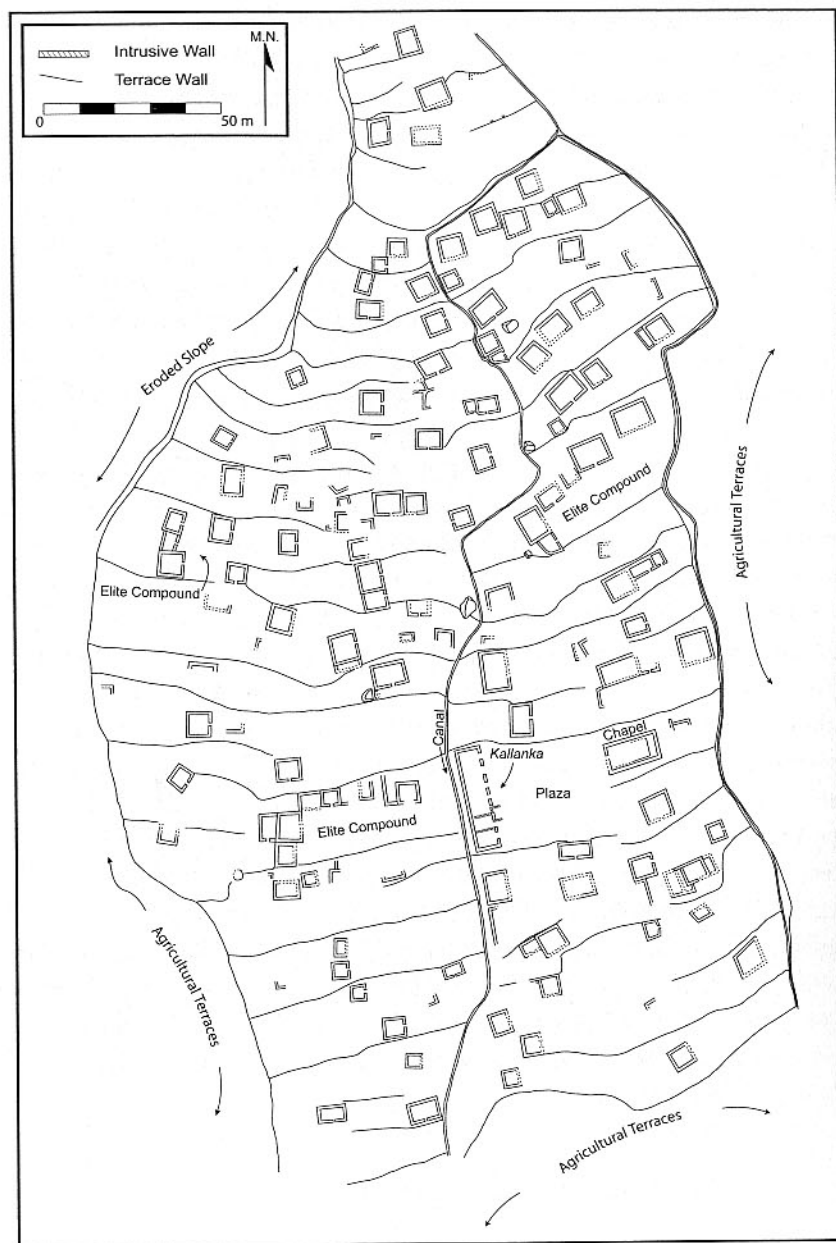 M.N.
Intrusive Wall
Terrace Wall
0 50 m
Eroded Slope
Agricultural Terraces
Elite Compound
Elite Compound
Canal
Kallanka
Chapel
Plaza
Elite Compound
Agricultural Terraces
Agricultural Terraces